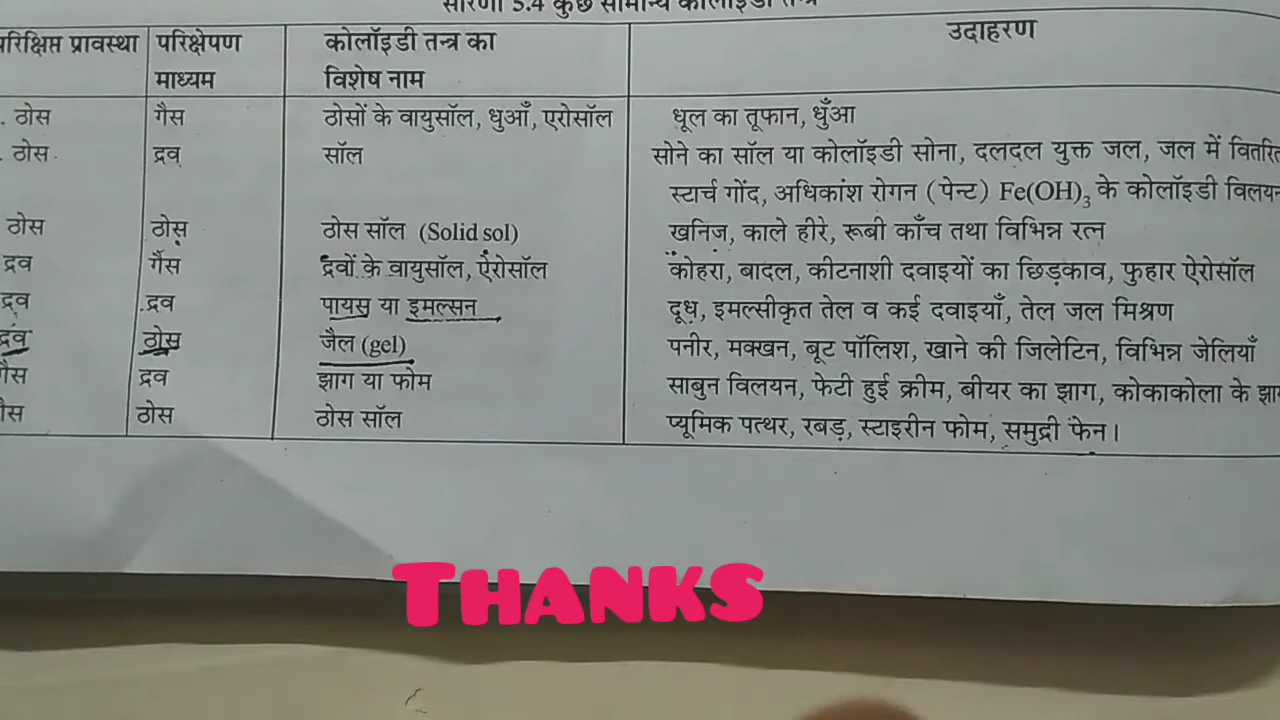 सारणी 5.4 कुछ सामान्य कोलॉइडी तन्त्र
परिक्षिप्त प्रावस्था परिक्षेपण माध्यम कोलॉइडी तन्त्र का विशेष नाम उदाहरण
. ठोस गैस ठोसों के वायुसॉल, धुआँ, एरोसॉल धूल का तूफान, धुँआ
. ठोस. द्रव सॉल सोने का सॉल या कोलॉइडी सोना, दलदल युक्त जल, जल में वितरित
स्टार्च गोंद, अधिकांश रोगन (पेन्ट) Fe(OH)₃ के कोलॉइडी विलयन
ठोस ठोस ठोस सॉल (Solid sol) खनिज, काले हीरे, रूबी काँच तथा विभिन्न रत्न
द्रव गैस द्रवों के वायुसॉल, ऐरोसॉल कोहरा, बादल, कीटनाशी दवाइयों का छिड़काव, फुहार ऐरोसॉल
द्रव द्रव पायस या इमल्सन दूध, इमल्सीकृत तेल व कई दवाइयाँ, तेल जल मिश्रण
द्रव ठोस जैल (gel) पनीर, मक्खन, बूट पॉलिश, खाने की जिलेटिन, विभिन्न जेलियाँ
गैस द्रव झाग या फोम साबुन विलयन, फेटी हुई क्रीम, बीयर का झाग, कोकाकोला के झाग
गैस ठोस ठोस सॉल प्यूमिक पत्थर, रबड़, स्टाइरीन फोम, समुद्री फेन।
THANKS